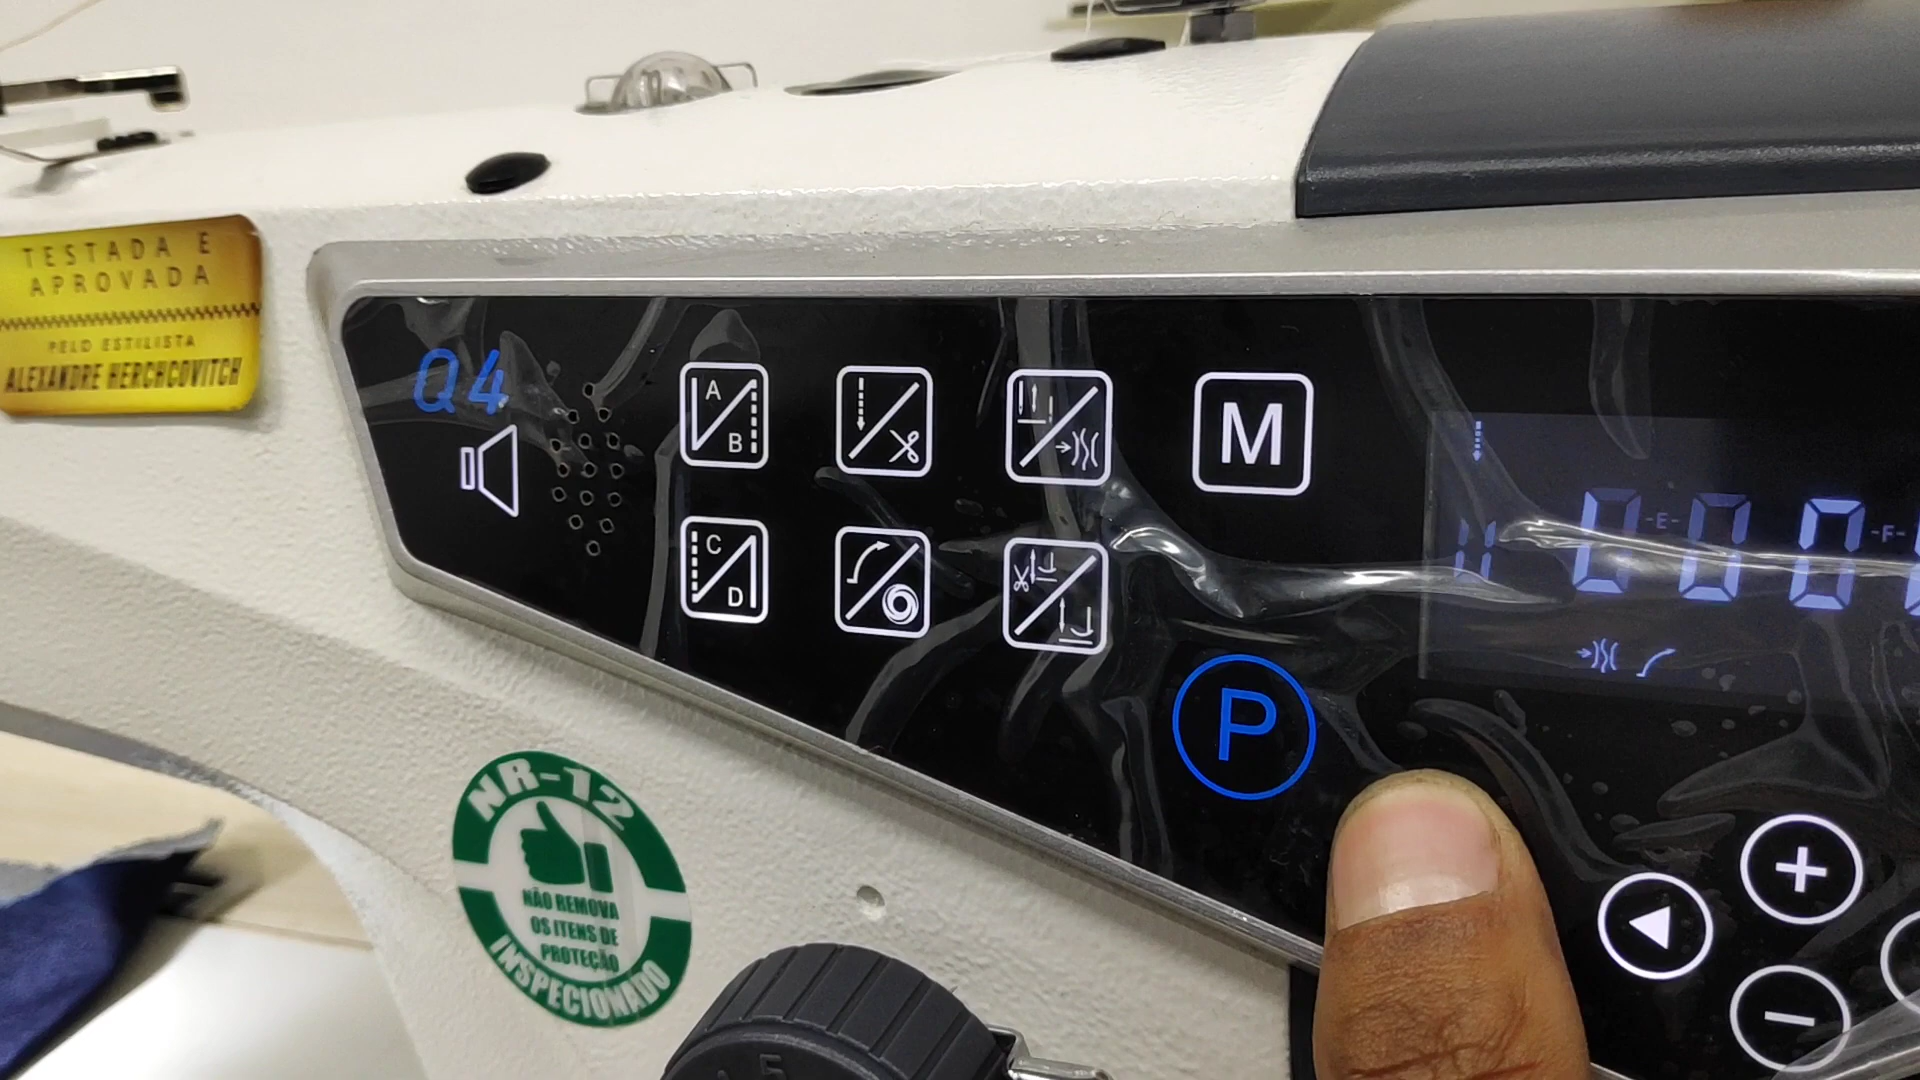 TESTADA E
APROVADA
PELO ESTILISTA
ALEXANDRE HERCHCOVITCH
Q4
A
B
M
C
D
-E-
-F-
P
+
-
NR-12
NÃO REMOVA
OS ITENS DE
PROTEÇÃO
INSPECIONADO